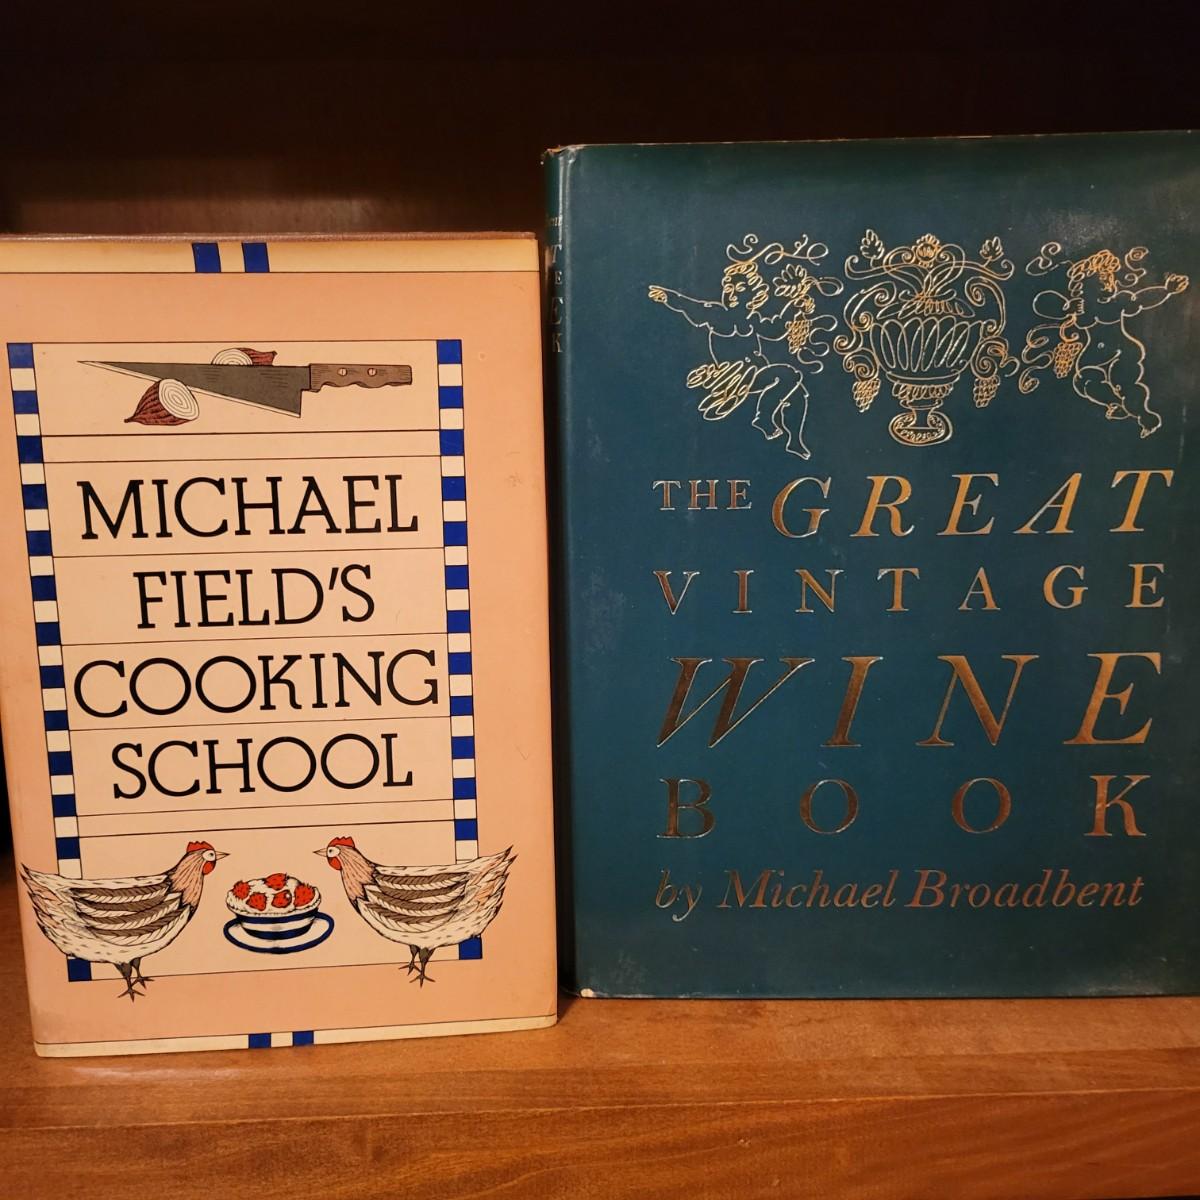 MICHAEL
FIELD'S
COOKING
SCHOOL
THE GREAT
VINTAGE
WINE
BOOK
by Michael Broadbent